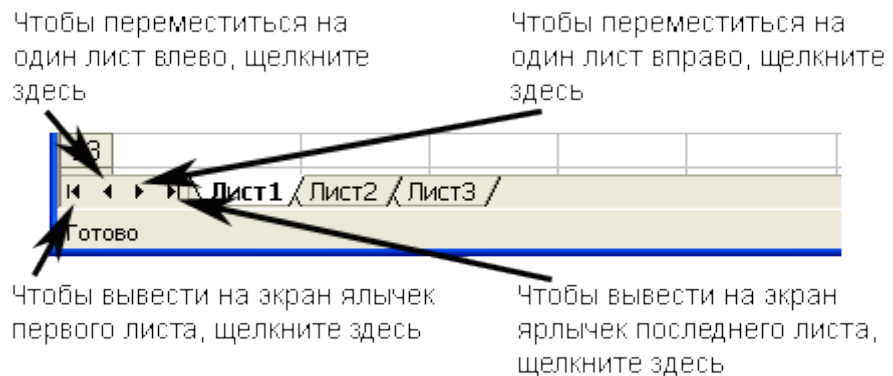 Чтобы переместиться на
один лист влево, щелкните
здесь
Чтобы переместиться на
один лист вправо, щелкните
здесь
Лист1 Лист2 Лист3
Готово
Чтобы вывести на экран ялычек
первого листа, щелкните здесь
Чтобы вывести на экран
ярлычек последнего листа,
щелкните здесь